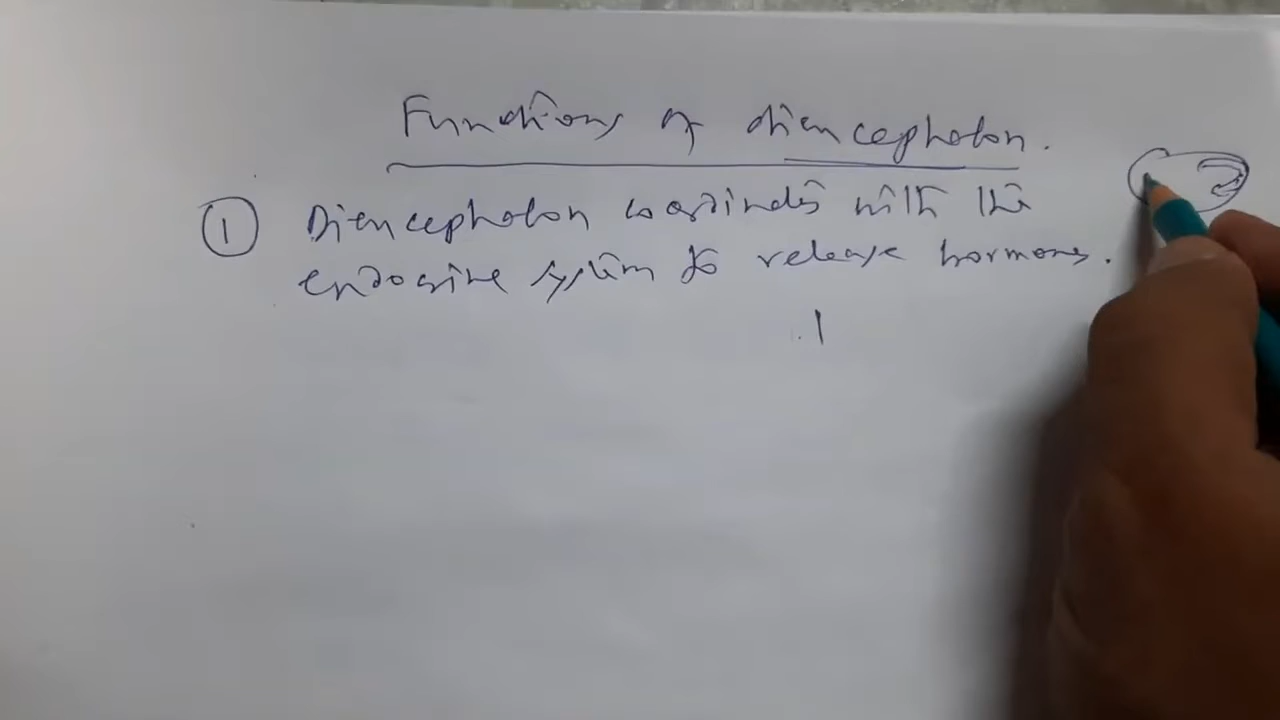 Functions of diencephalon.
1 Diencephalon coordinates with the
endocrine system to release hormones.